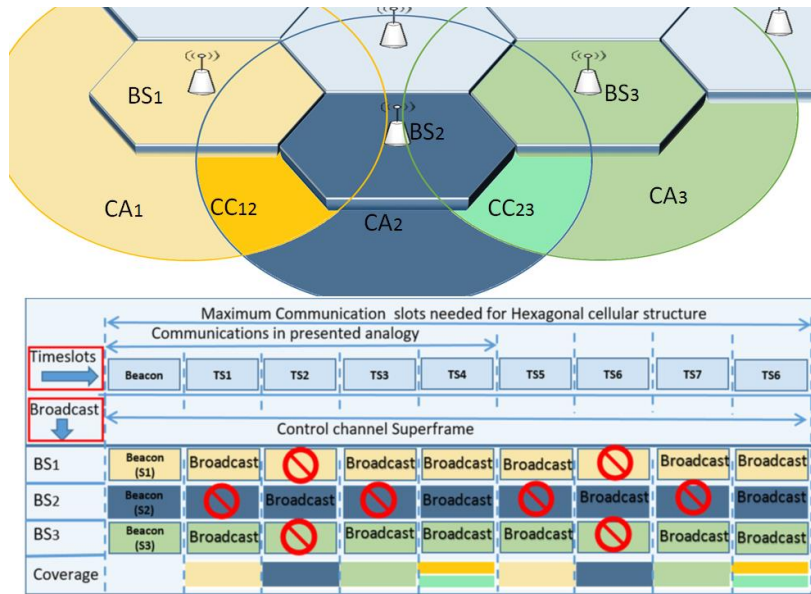 BS1
BS2
BS3
CA1
CC12
CA2
CC23
CA3
Maximum Communication slots needed for Hexagonal cellular structure
Communications in presented analogy
Timeslots
Beacon TS1 TS2 TS3 TS4 TS5 TS6 TS7 TS6
Broadcast
Control channel Superframe
BS1 Beacon (S1) Broadcast Broadcast Broadcast Broadcast Broadcast Broadcast
BS2 Beacon (S2) Broadcast Broadcast Broadcast Broadcast
BS3 Beacon (S3) Broadcast Broadcast Broadcast Broadcast Broadcast Broadcast
Coverage